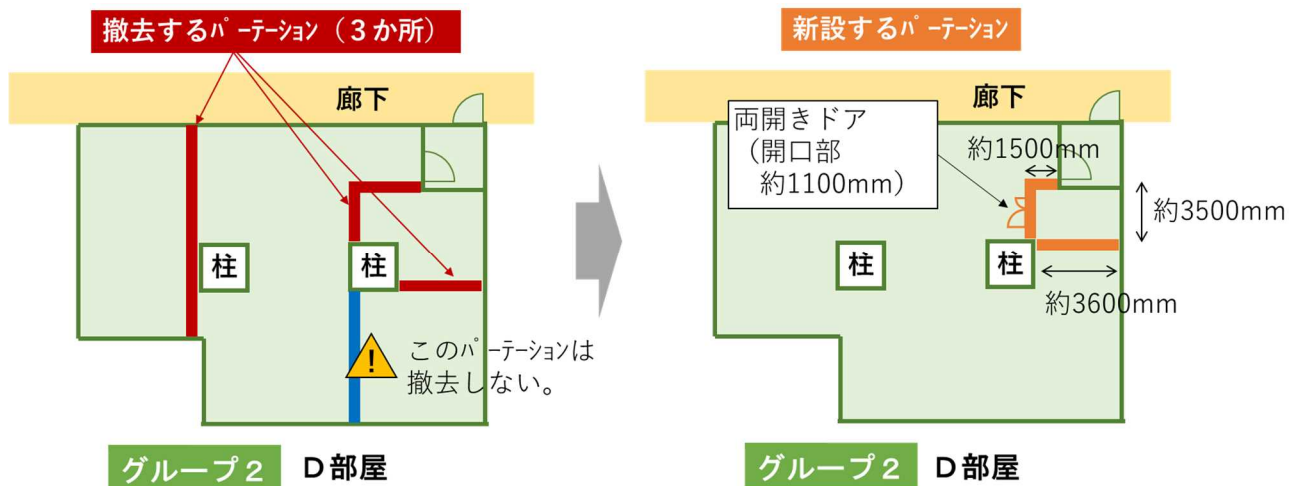 撤去するﾊﾟｰテｰション（３か所）
廊下
柱
柱
!
このﾊﾟｰテｰションは
撤去しない。
グループ２ Ｄ部屋
新設するﾊﾟｰテｰション
廊下
両開きドア
（開口部
約1100mm）
約1500mm
約3500mm
柱
柱
約3600mm
グループ２ Ｄ部屋